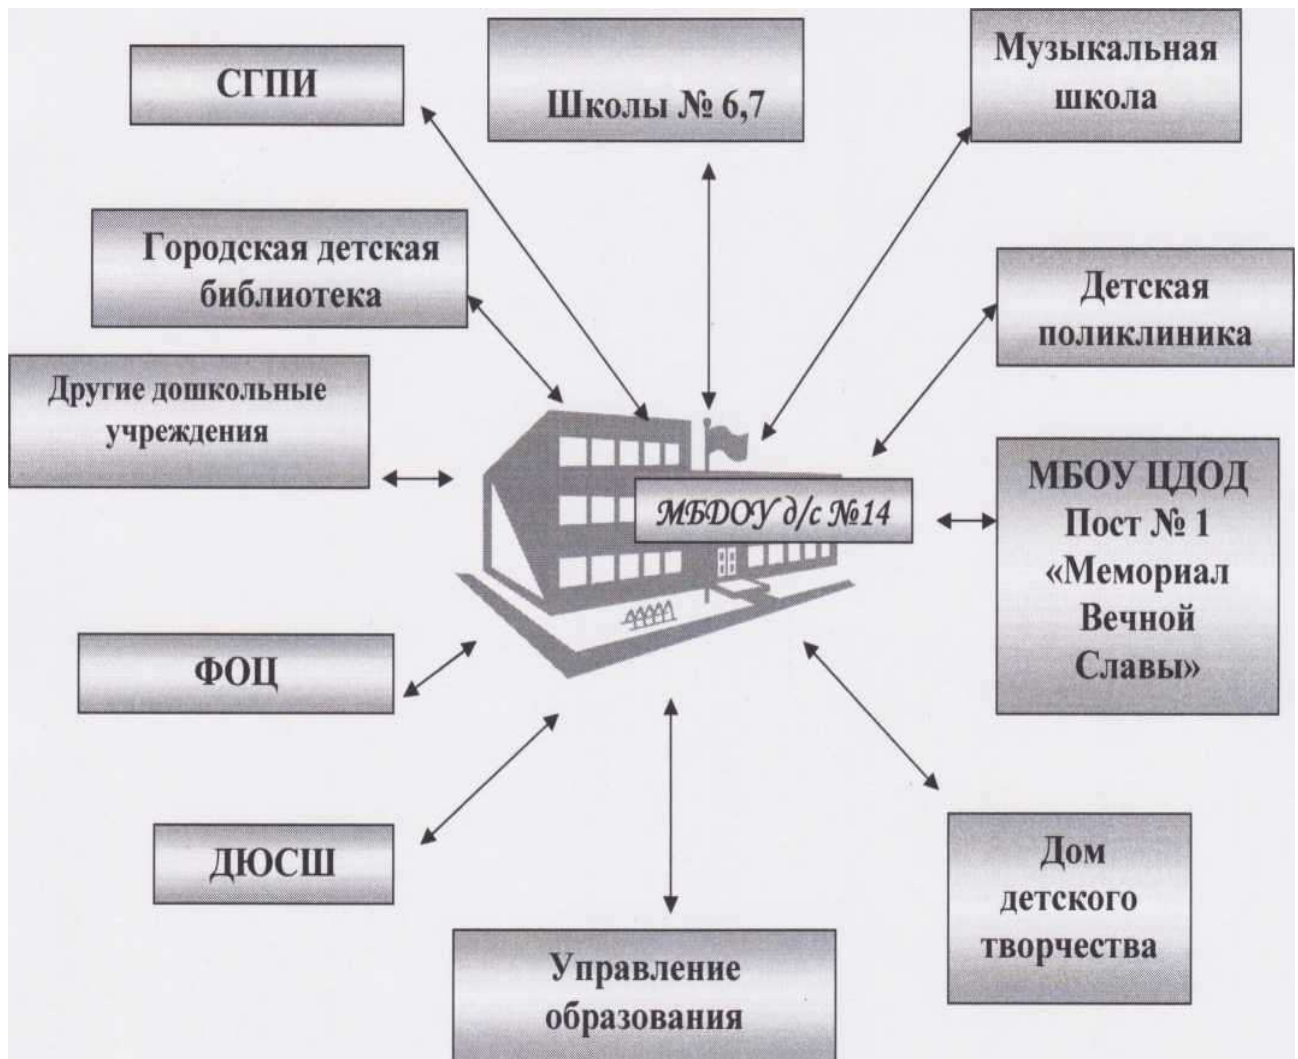 СГПИ
Школы № 6,7
Музыкальная
школа
Городская детская
библиотека
Детская
поликлиника
Другие дошкольные
учреждения
МБДОУ д/с №14
МБОУ ЦДОД
Пост № 1
«Мемориал
Вечной
Славы»
ФОЦ
ДЮСШ
Дом
детского
творчества
Управление
образования